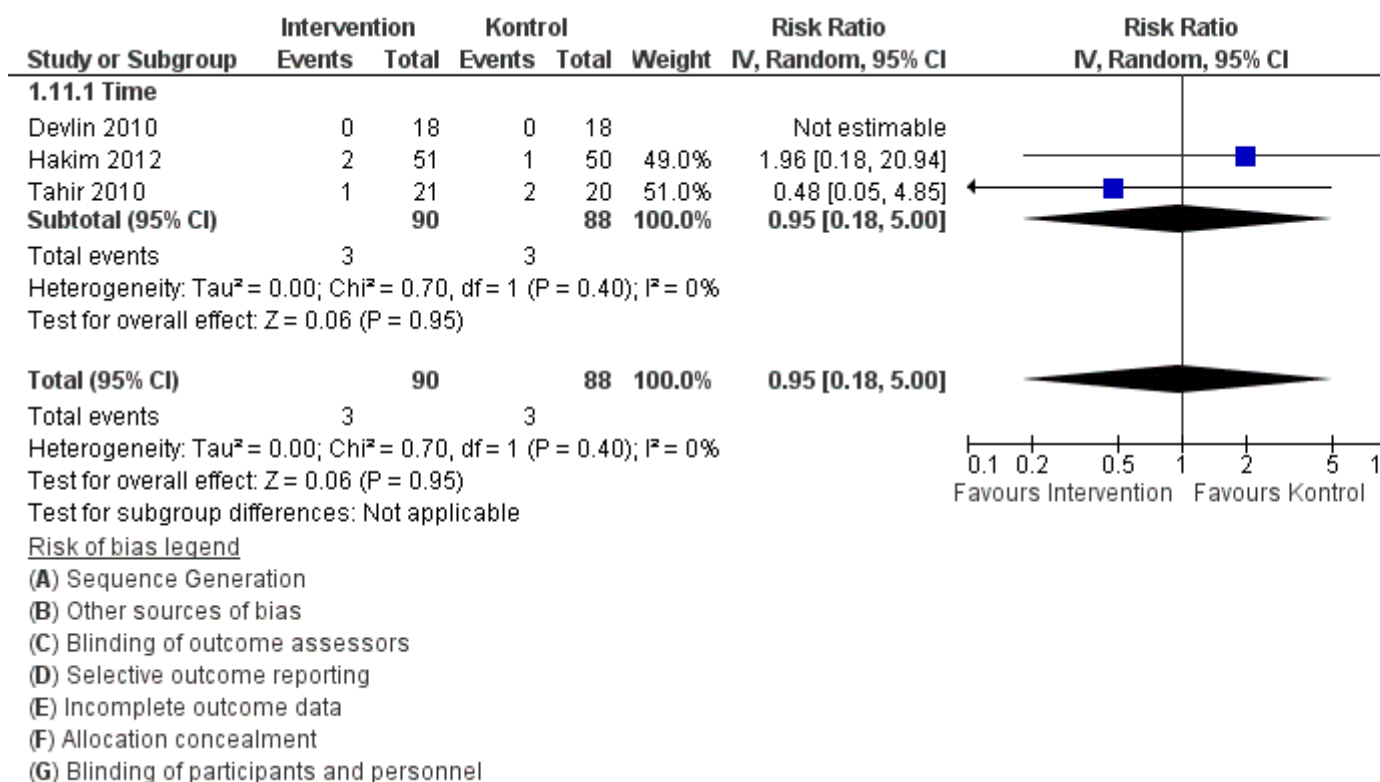 Intervention Kontrol Risk Ratio Risk Ratio
Study or Subgroup Events Total Events Total Weight IV, Random, 95% CI IV, Random, 95% CI
1.11.1 Time
Devlin 2010 0 18 0 18 Not estimable
Hakim 2012 2 51 1 50 49.0% 1.96 [0.18, 20.94]
Tahir 2010 1 21 2 20 51.0% 0.48 [0.05, 4.85]
Subtotal (95% CI) 90 88 100.0% 0.95 [0.18, 5.00]
Total events 3 3
Heterogeneity: Tau² = 0.00; Chi² = 0.70, df = 1 (P = 0.40); I² = 0%
Test for overall effect: Z = 0.06 (P = 0.95)
Total (95% CI) 90 88 100.0% 0.95 [0.18, 5.00]
Total events 3 3
Heterogeneity: Tau² = 0.00; Chi² = 0.70, df = 1 (P = 0.40); I² = 0%
Test for overall effect: Z = 0.06 (P = 0.95)
Test for subgroup differences: Not applicable
0.1 0.2 0.5 1 2 5 1
Favours Intervention Favours Kontrol
Risk of bias legend
(A) Sequence Generation
(B) Other sources of bias
(C) Blinding of outcome assessors
(D) Selective outcome reporting
(E) Incomplete outcome data
(F) Allocation concealment
(G) Blinding of participants and personnel